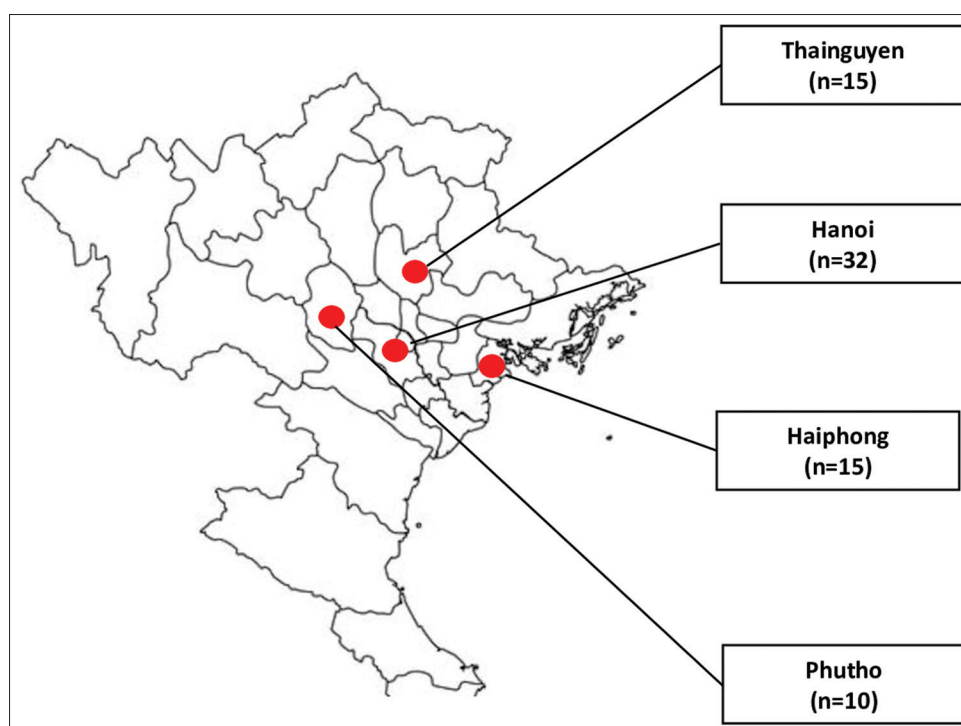 Thainguyen
(n=15)
Hanoi
(n=32)
Haiphong
(n=15)
Phutho
(n=10)